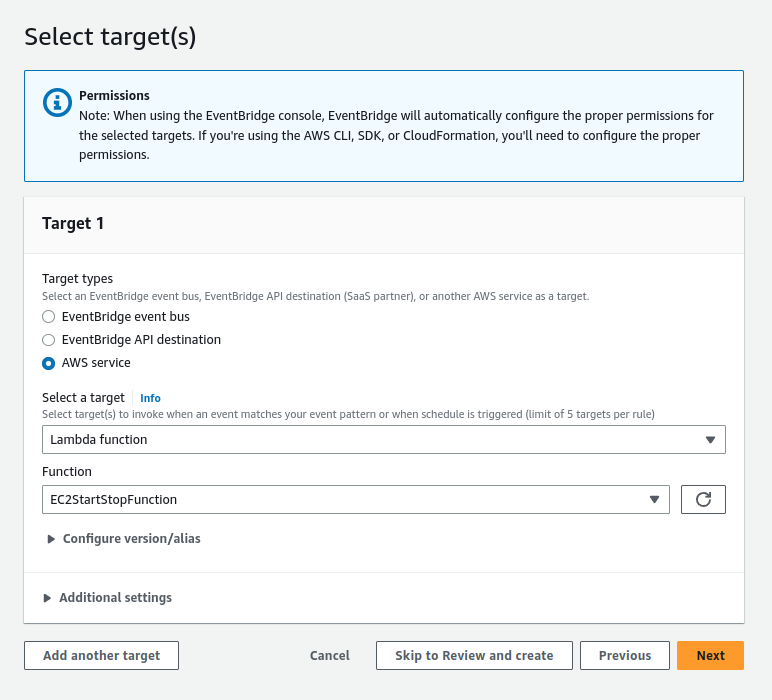 Select target(s)
Permissions
Note: When using the EventBridge console, EventBridge will automatically configure the proper permissions for
the selected targets. If you're using the AWS CLI, SDK, or CloudFormation, you'll need to configure the proper
permissions.
Target 1
Target types
Select an EventBridge event bus, EventBridge API destination (SaaS partner), or another AWS service as a target.
EventBridge event bus
EventBridge API destination
AWS service
Select a target Info
Select target(s) to invoke when an event matches your event pattern or when schedule is triggered (limit of 5 targets per rule)
Lambda function
Function
EC2StartStopFunction
Configure version/alias
Additional settings
Add another target Cancel Skip to Review and create Previous Next